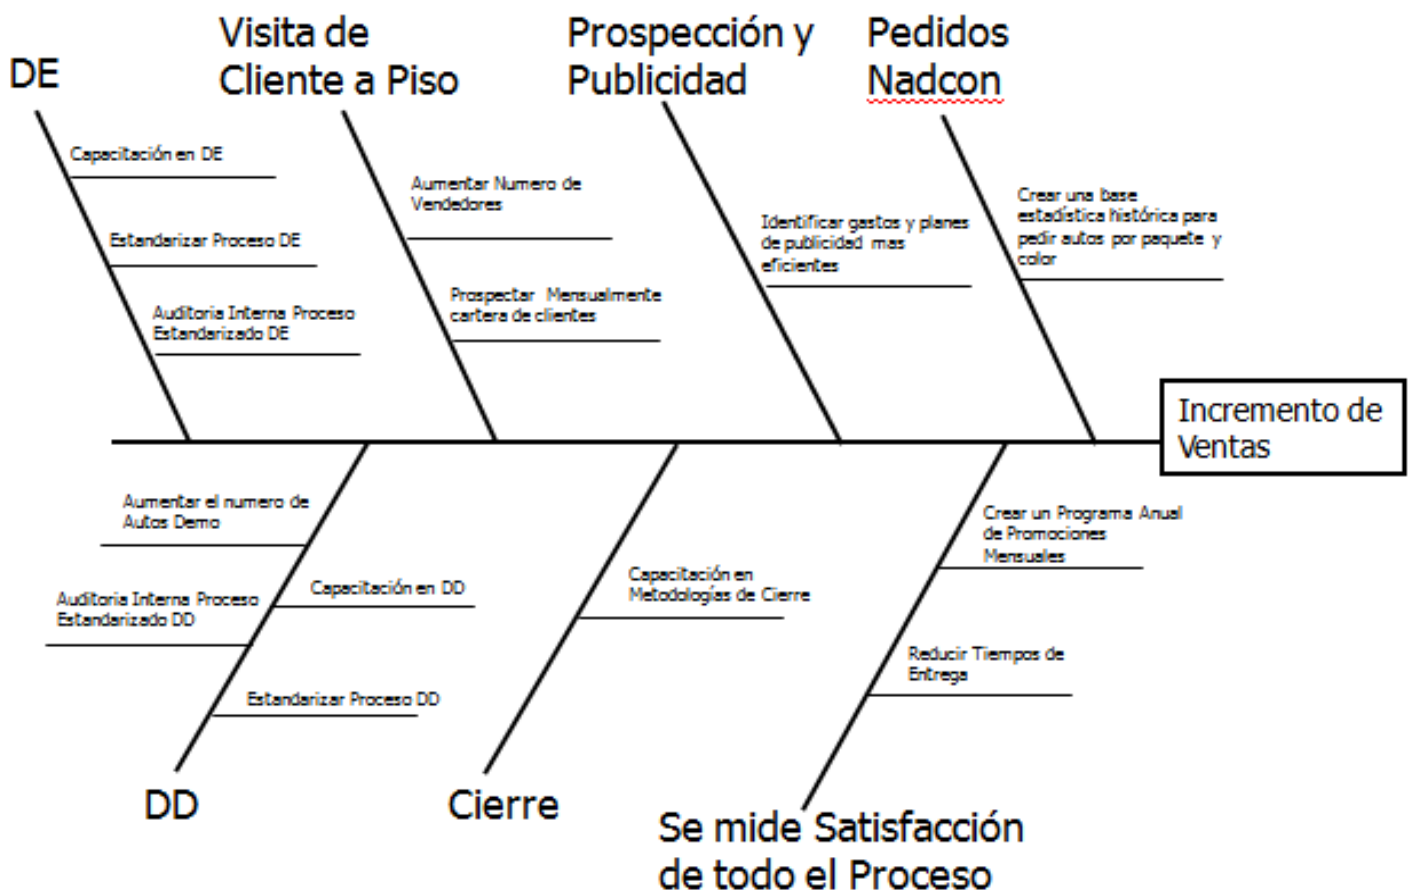 DE
Visita de
Cliente a Piso
Prospección y
Publicidad
Pedidos
Nadcon
Capacitación en DE
Estandarizar Proceso DE
Auditoria Interna Proceso
Estandarizado DE
Aumentar Numero de
Vendedores
Prospectar Mensualmente
cartera de clientes
Identificar gastos y planes
de publicidad mas
eficientes
Crear una base
estadística histórica para
pedir autos por paquete y
color
Incremento de
Ventas
Aumentar el numero de
Autos Demo
Auditoria Interna Proceso
Estandarizado DD
Capacitación en DD
Estandarizar Proceso DD
Capacitación en
Metodologías de Cierre
Crear un Programa Anual
de Promociones
Mensuales
Reducir Tiempos de
Entrega
DD
Cierre
Se mide Satisfacción
de todo el Proceso